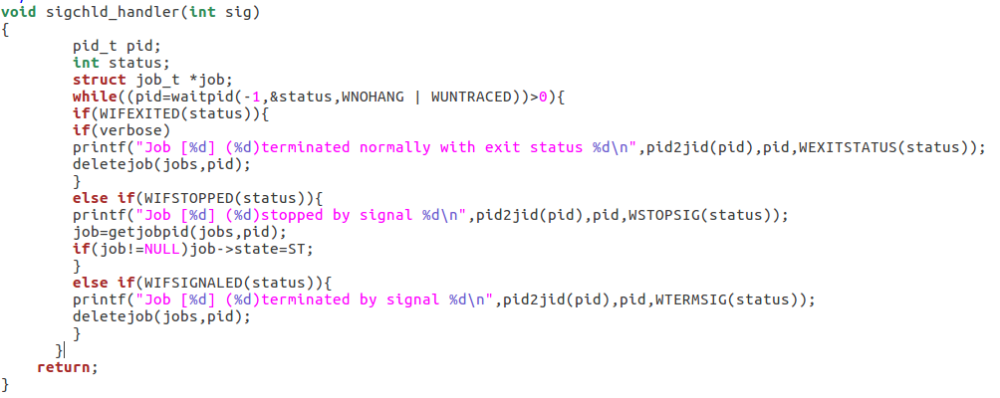 void sigchld_handler(int sig)
{
        pid_t pid;
        int status;
        struct job_t *job;
        while((pid=waitpid(-1,&status,WNOHANG | WUNTRACED))>0){
        if(WIFEXITED(status)){
        if(verbose)
        printf("Job [%d] (%d)terminated normally with exit status %d\n",pid2jid(pid),pid,WEXITSTATUS(status));
        deletejob(jobs,pid);
        }
        else if(WIFSTOPPED(status)){
        printf("Job [%d] (%d)stopped by signal %d\n",pid2jid(pid),pid,WSTOPSIG(status));
        job=getjobpid(jobs,pid);
        if(job!=NULL)job->state=ST;
        }
        else if(WIFSIGNALED(status)){
        printf("Job [%d] (%d)terminated by signal %d\n",pid2jid(pid),pid,WTERMSIG(status));
        deletejob(jobs,pid);
        }
      }
    return;
}